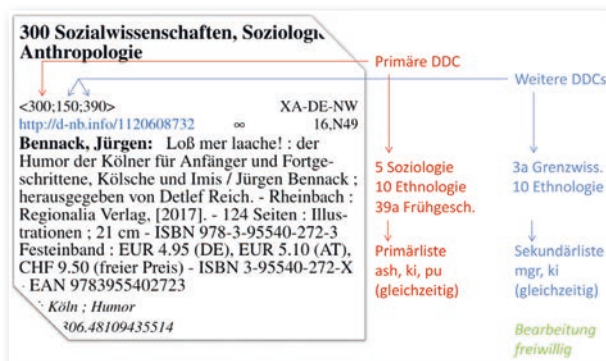 300 Sozialwissenschaften, Soziologi
Anthropologie
<300;150;390> XA-DE-NW
http://d-nb.info/1120608732 ∞ 16,N49
Bennack, Jürgen: Loß mer laache! : der
Humor der Kölner für Anfänger und Fortge-
schrittene, Kölsche und Imis / Jürgen Bennack ;
herausgegeben von Detlef Reich. - Rheinbach :
Regionalia Verlag, [2017]. - 124 Seiten : Illus-
trationen ; 21 cm - ISBN 978-3-95540-272-3
Festeinband : EUR 4.95 (DE), EUR 5.10 (AT),
CHF 9.50 (freier Preis) - ISBN 3-95540-272-X
- EAN 9783955402723
Köln ; Humor
306.48109435514
Primäre DDC
5 Soziologie
10 Ethnologie
39a Frühgesch.
Primärliste
ash, ki, pu
(gleichzeitig)
Weitere DDCs
3a Grenzwiss.
10 Ethnologie
Sekundärliste
mgr, ki
(gleichzeitig)
Bearbeitung
freiwillig